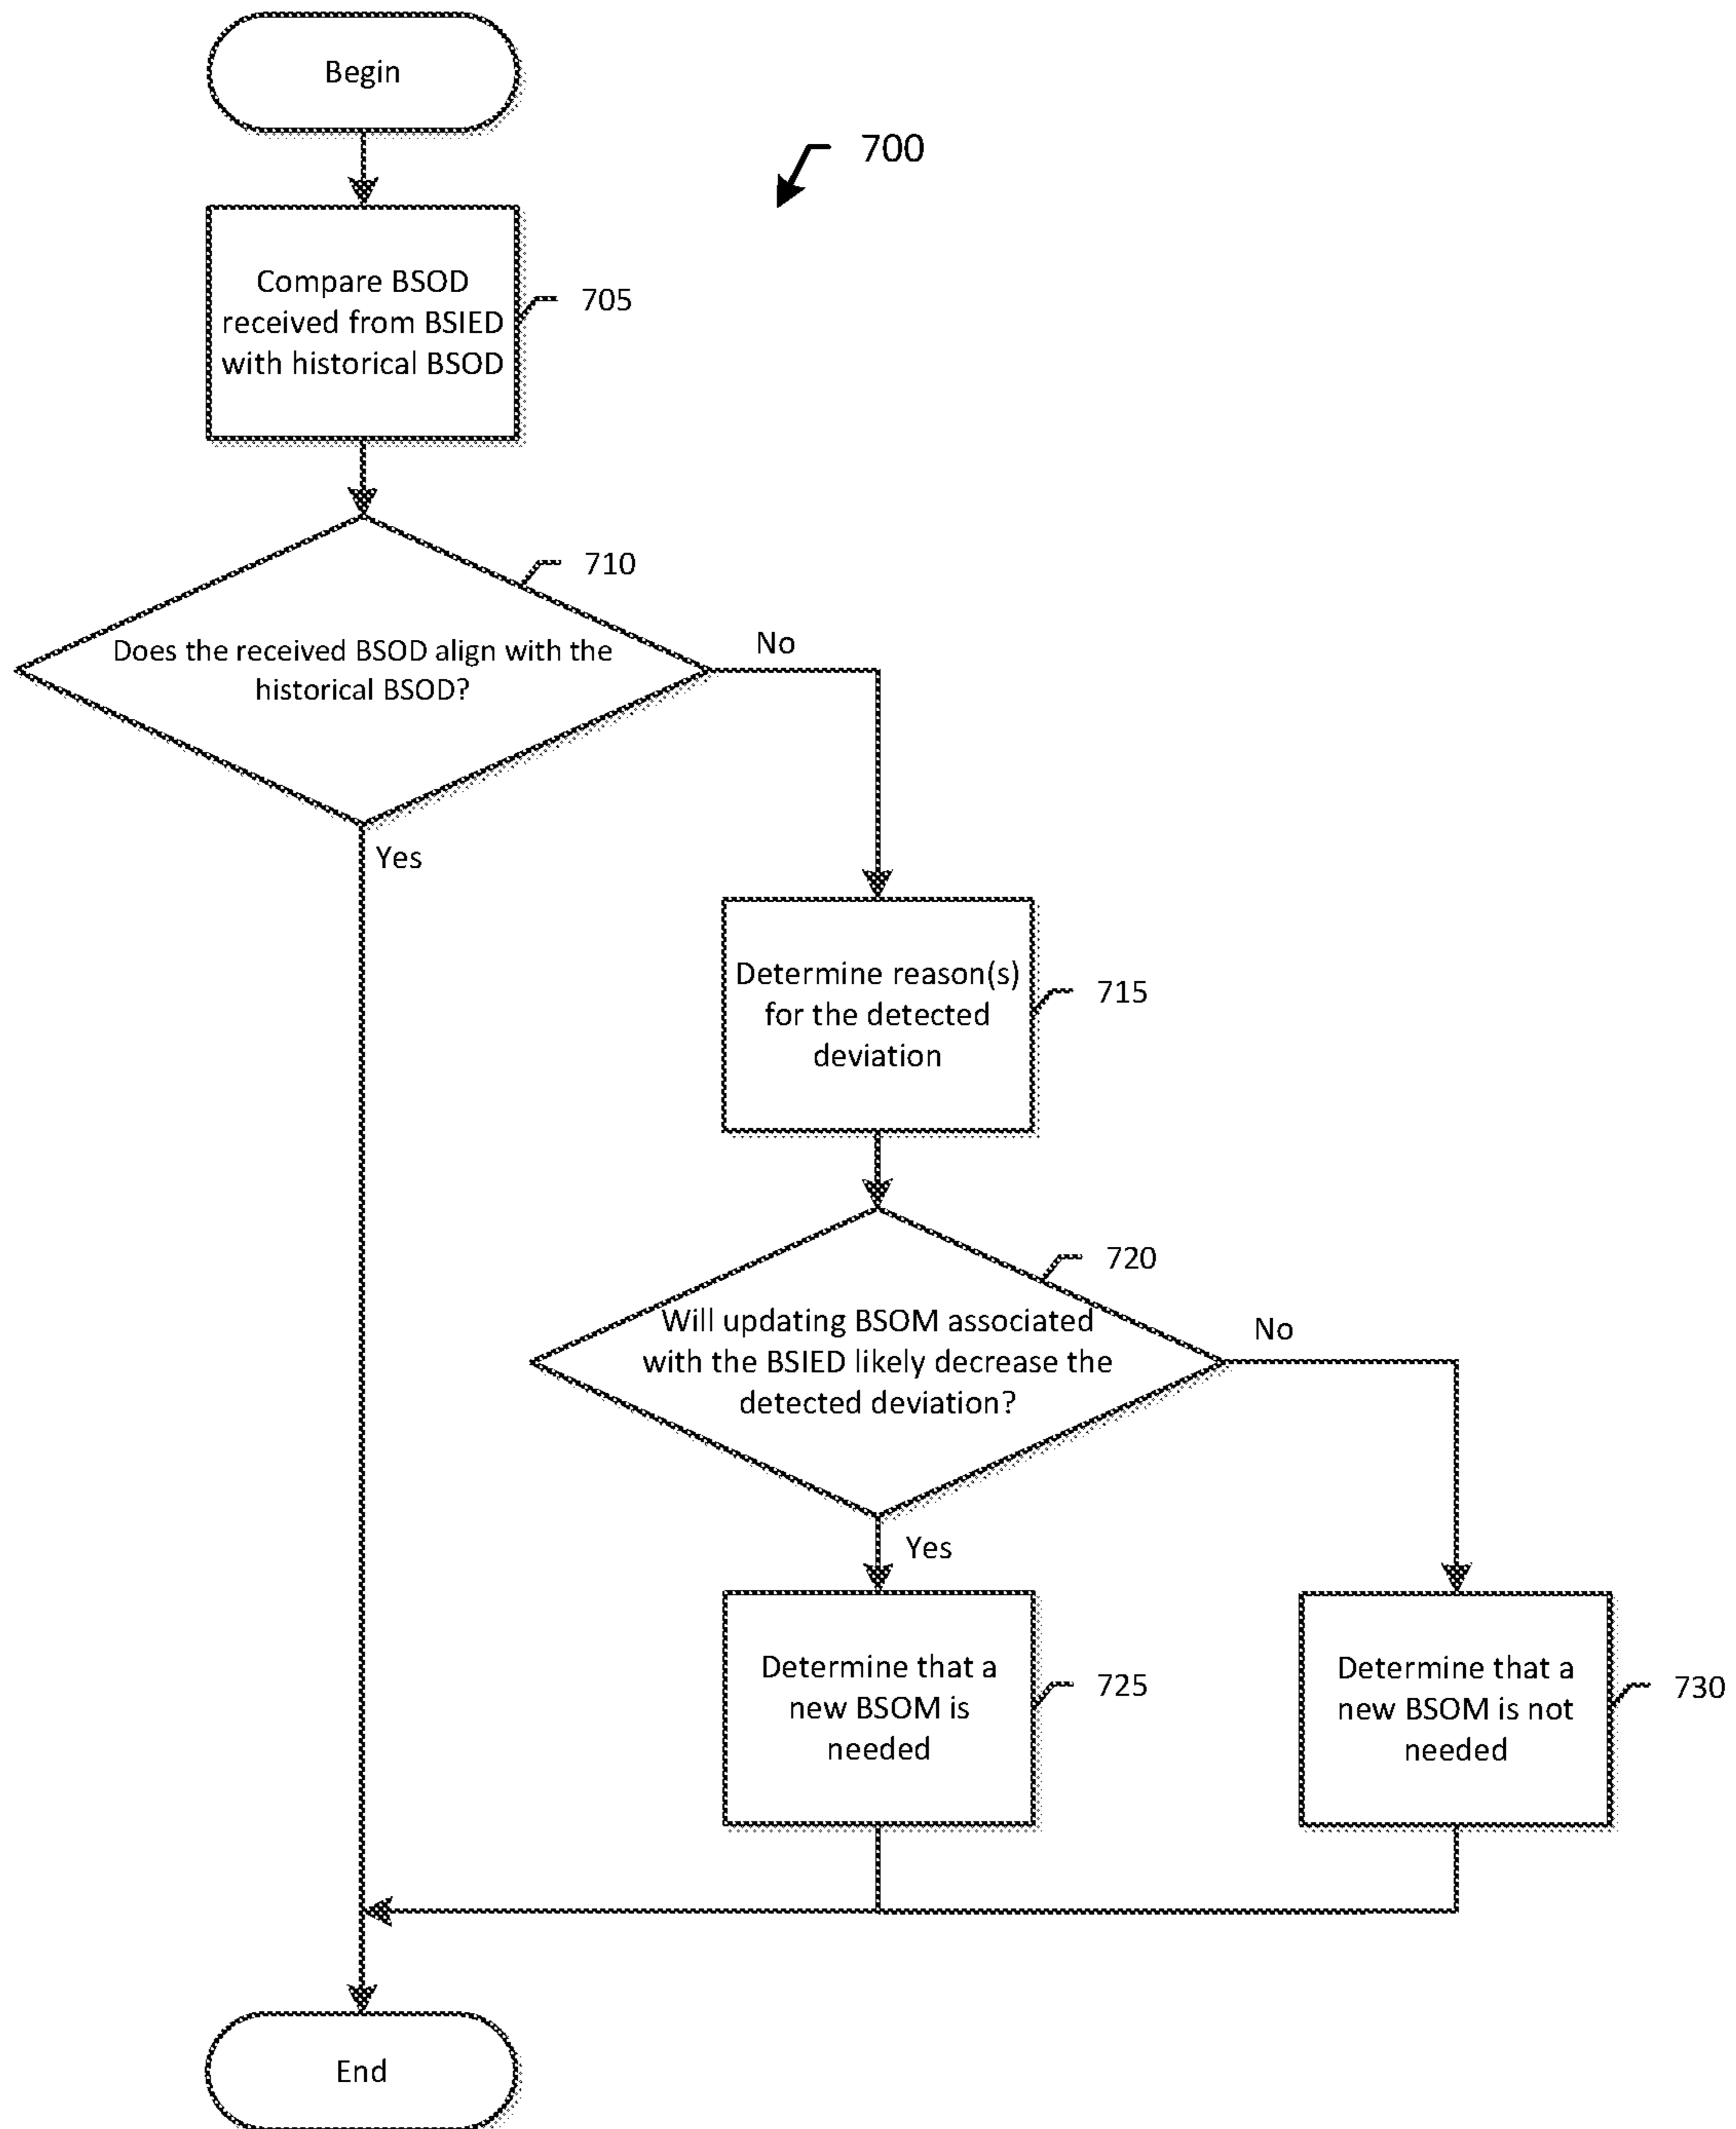 Begin
700
Compare BSOD
received from BSIED
with historical BSOD
705
710
Does the received BSOD align with the
historical BSOD?
No
Yes
Determine reason(s)
for the detected
deviation
715
720
Will updating BSOM associated
with the BSIED likely decrease the
detected deviation?
No
Yes
Determine that a
new BSOM is
needed
725
Determine that a
new BSOM is not
needed
730
End